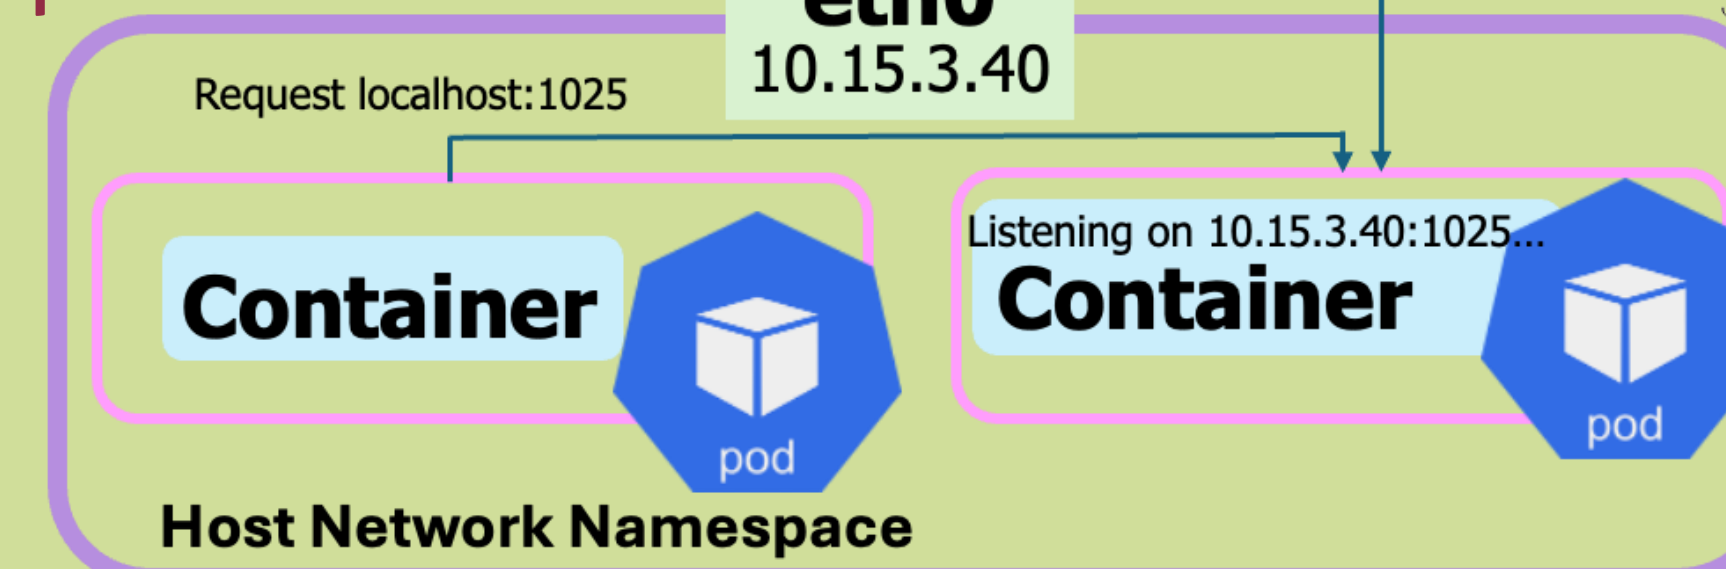 eth0
10.15.3.40
Request localhost:1025
Listening on 10.15.3.40:1025...
Container
Container
pod
pod
Host Network Namespace